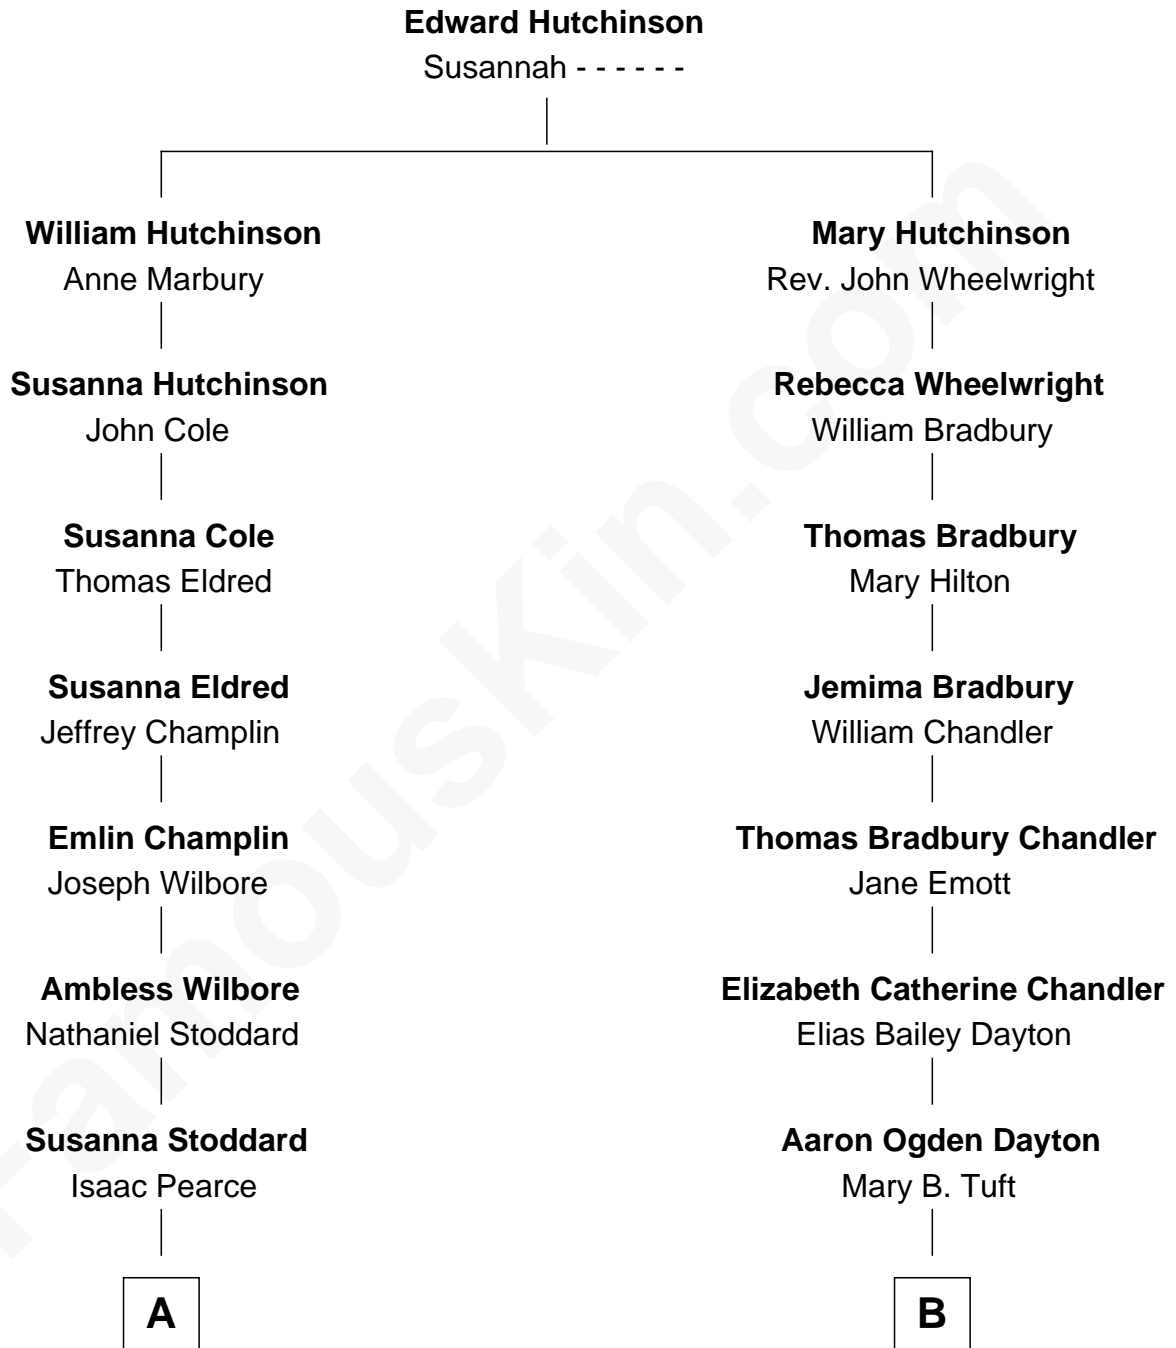 Edward Hutchinson
Susannah - - - - - -
William Hutchinson
Anne Marbury
Mary Hutchinson
Rev. John Wheelwright
Susanna Hutchinson
John Cole
Rebecca Wheelwright
William Bradbury
Susanna Cole
Thomas Eldred
Thomas Bradbury
Mary Hilton
Susanna Eldred
Jeffrey Champlin
Jemima Bradbury
William Chandler
Emlin Champlin
Joseph Wilbore
Thomas Bradbury Chandler
Jane Emott
Ambless Wilbore
Nathaniel Stoddard
Elizabeth Catherine Chandler
Elias Bailey Dayton
Susanna Stoddard
Isaac Pearce
Aaron Ogden Dayton
Mary B. Tuft
A
B
FamousKin.com